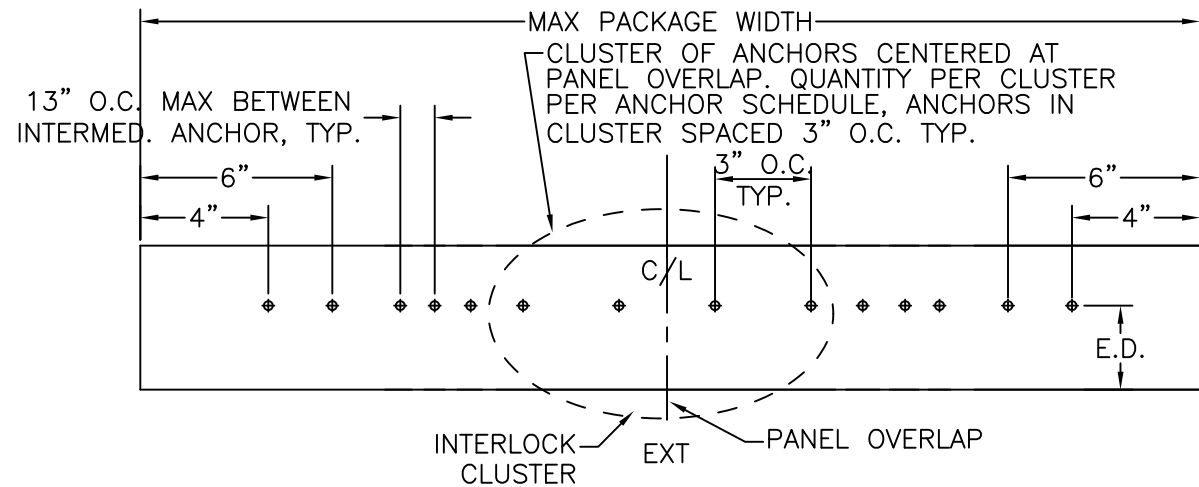 MAX PACKAGE WIDTH
CLUSTER OF ANCHORS CENTERED AT
PANEL OVERLAP. QUANTITY PER CLUSTER
PER ANCHOR SCHEDULE, ANCHORS IN
CLUSTER SPACED 3" O.C. TYP.
13" O.C. MAX BETWEEN
INTERMED. ANCHOR, TYP.
3" O.C.
TYP.
6"
6"
4"
4"
C/L
E.D.
INTERLOCK
CLUSTER
EXT
PANEL OVERLAP